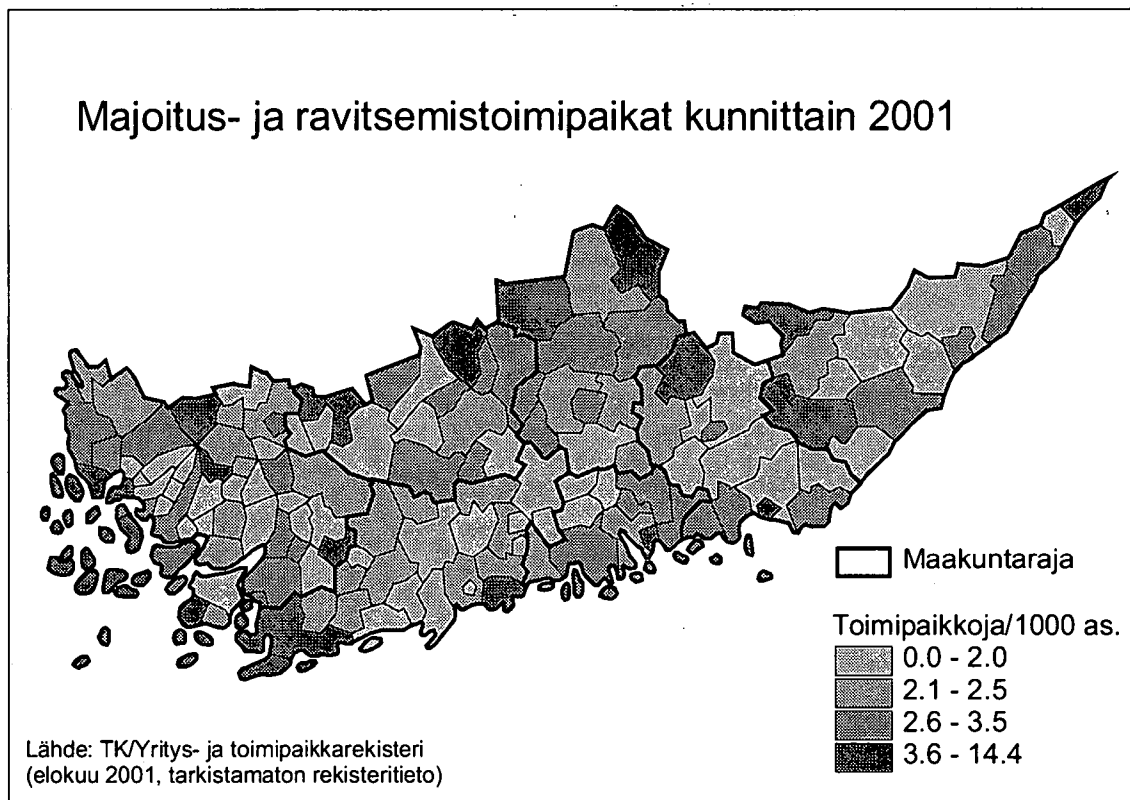 Majoitus- ja ravitsemistoimipaikat kunnittain 2001
Maakuntaraja
Toimipaikkoja/1000 as.
0.0 - 2.0
2.1 - 2.5
2.6 - 3.5
3.6 - 14.4
Lähde: TK/Yritys- ja toimipaikkarekisteri
(elokuu 2001, tarkistamaton rekisteritieto)